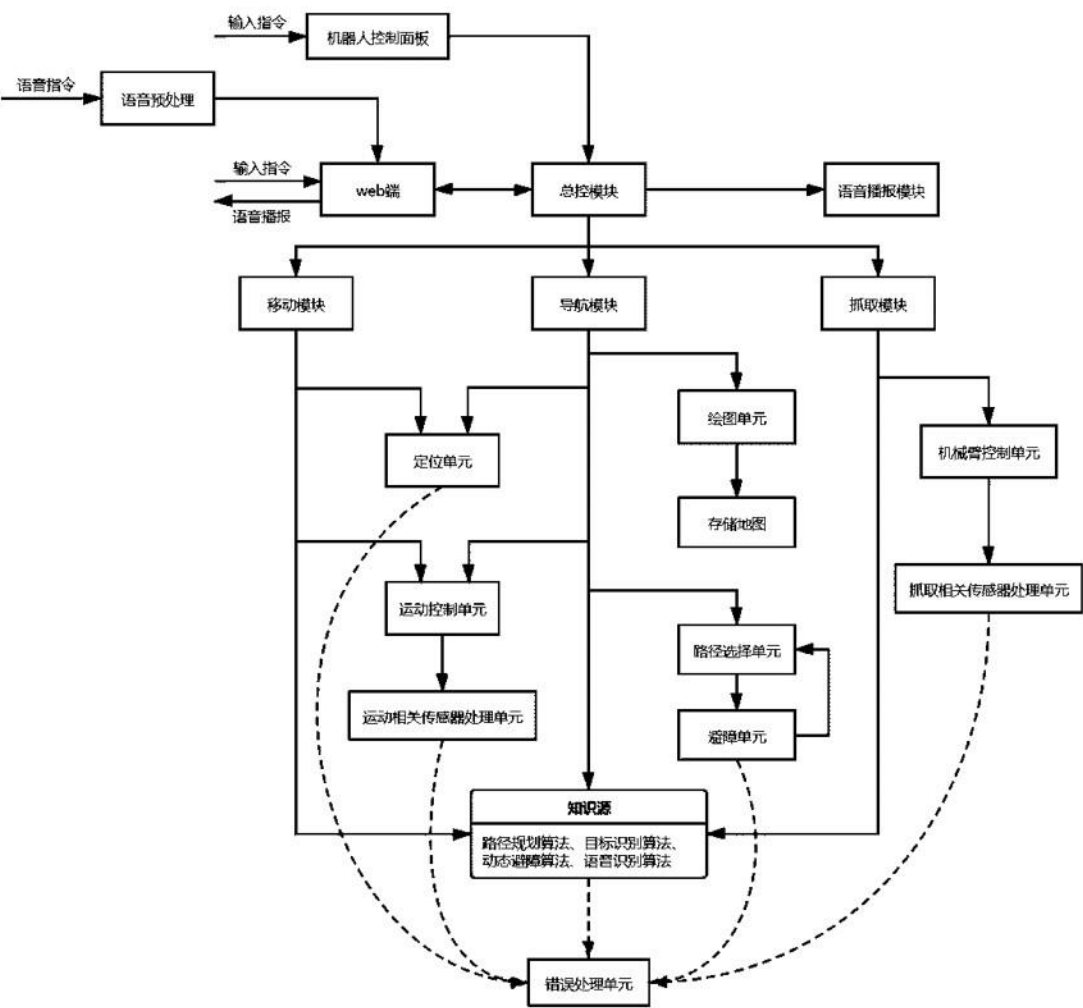 输入指令
机器人控制面板
语音指令
语音预处理
输入指令
web端
语音播报
总控模块
语音播报模块
移动模块
导航模块
抓取模块
绘图单元
定位单元
机械臂控制单元
存储地图
运动控制单元
抓取相关传感器处理单元
路径选择单元
运动相关传感器处理单元
避障单元
知识源
路径规划算法、目标识别算法、
动态避障算法、语音识别算法
错误处理单元